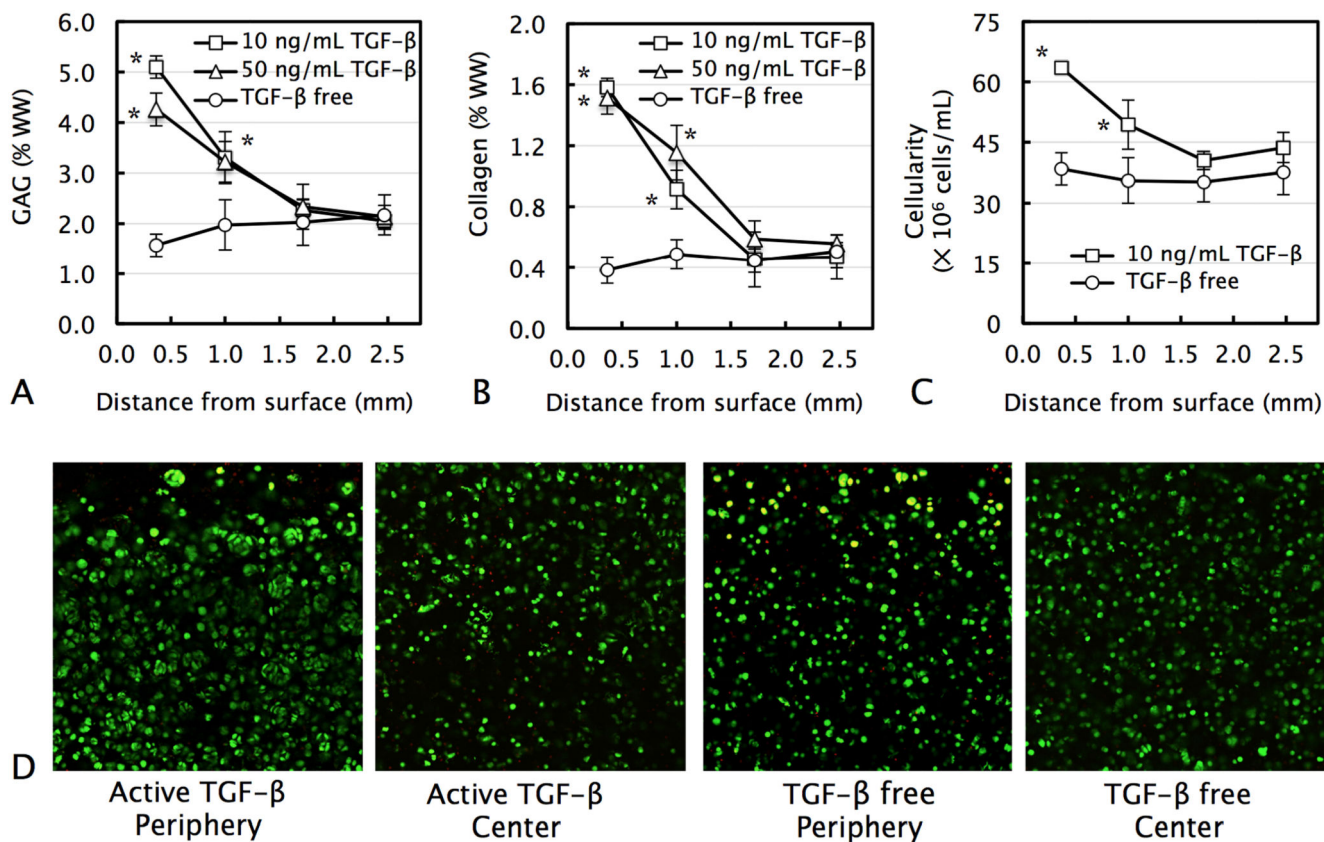 6.0
5.0
4.0
3.0
2.0
1.0
0.0
GAG (% WW)
*
*
*
10 ng/mL TGF-β
50 ng/mL TGF-β
TGF-β free
0.0 0.5 1.0 1.5 2.0 2.5
Distance from surface (mm)
A
2.0
1.6
1.2
0.8
0.4
0.0
Collagen (% WW)
*
*
*
*
10 ng/mL TGF-β
50 ng/mL TGF-β
TGF-β free
0.0 0.5 1.0 1.5 2.0 2.5
Distance from surface (mm)
B
75
60
45
30
15
0
Cellularity
(× 10⁶ cells/mL)
*
*
10 ng/mL TGF-β
TGF-β free
0.0 0.5 1.0 1.5 2.0 2.5
Distance from surface (mm)
C
D
Active TGF-β
Periphery
Active TGF-β
Center
TGF-β free
Periphery
TGF-β free
Center